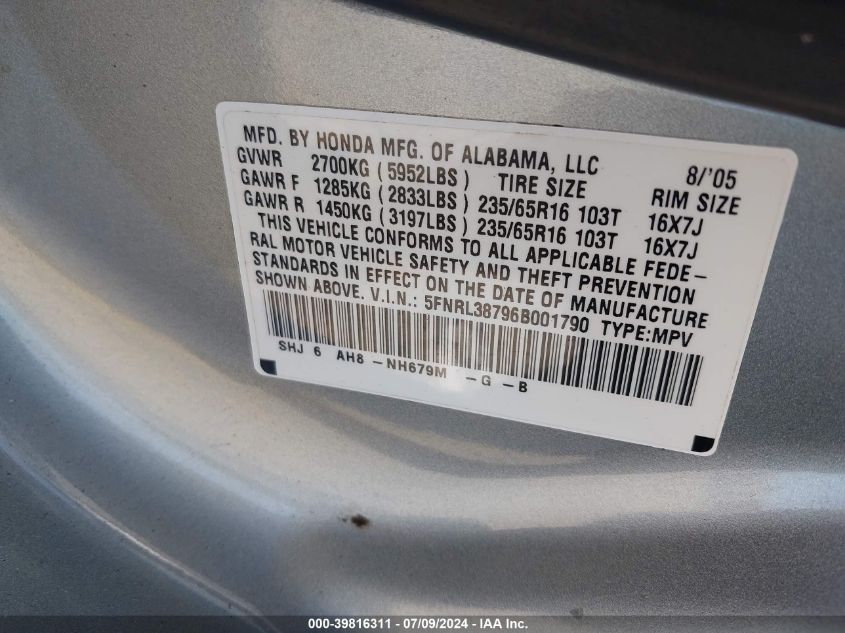 MFD. BY HONDA MFG. OF ALABAMA, LLC 8/'05
GVWR 2700KG ( 5952LBS ) TIRE SIZE RIM SIZE
GAWR F 1285KG ( 2833LBS ) 235/65R16 103T 16X7J
GAWR R 1450KG ( 3197LBS ) 235/65R16 103T 16X7J
THIS VEHICLE CONFORMS TO ALL APPLICABLE FEDE-
RAL MOTOR VEHICLE SAFETY AND THEFT PREVENTION
STANDARDS IN EFFECT ON THE DATE OF MANUFACTURE
SHOWN ABOVE. V.I.N.: 5FNRL38796B001790 TYPE:MPV
SHJ 6 AH8-NH679M -G-B
000-39816311 - 07/09/2024 - IAA Inc.